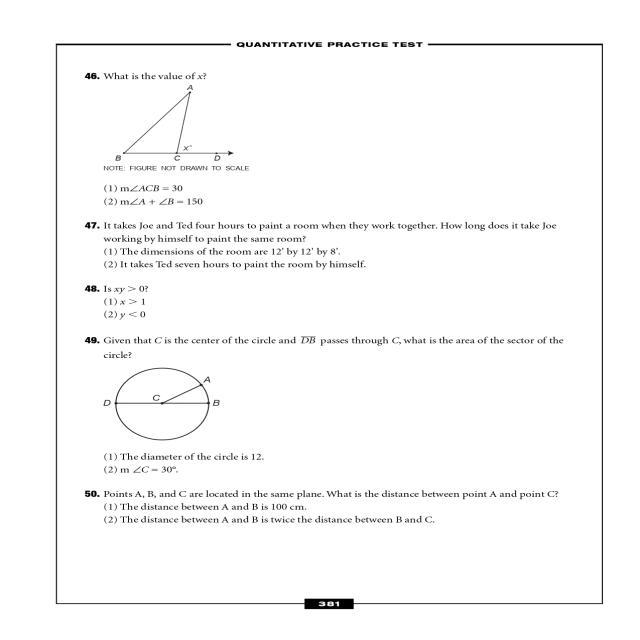 QUANTITATIVE PRACTICE TEST
46. What is the value of x?
A
x°
B C D
NOTE: FIGURE NOT DRAWN TO SCALE
(1) m∠ACB = 30
(2) m∠A + ∠B = 150
47. It takes Joe and Ted four hours to paint a room when they work together. How long does it take Joe
working by himself to paint the same room?
(1) The dimensions of the room are 12' by 12' by 8'.
(2) It takes Ted seven hours to paint the room by himself.
48. Is xy > 0?
(1) x > 1
(2) y < 0
49. Given that C is the center of the circle and D̅B̅ passes through C, what is the area of the sector of the
circle?
A
D C B
(1) The diameter of the circle is 12.
(2) m ∠C = 30°.
50. Points A, B, and C are located in the same plane. What is the distance between point A and point C?
(1) The distance between A and B is 100 cm.
(2) The distance between A and B is twice the distance between B and C.
381